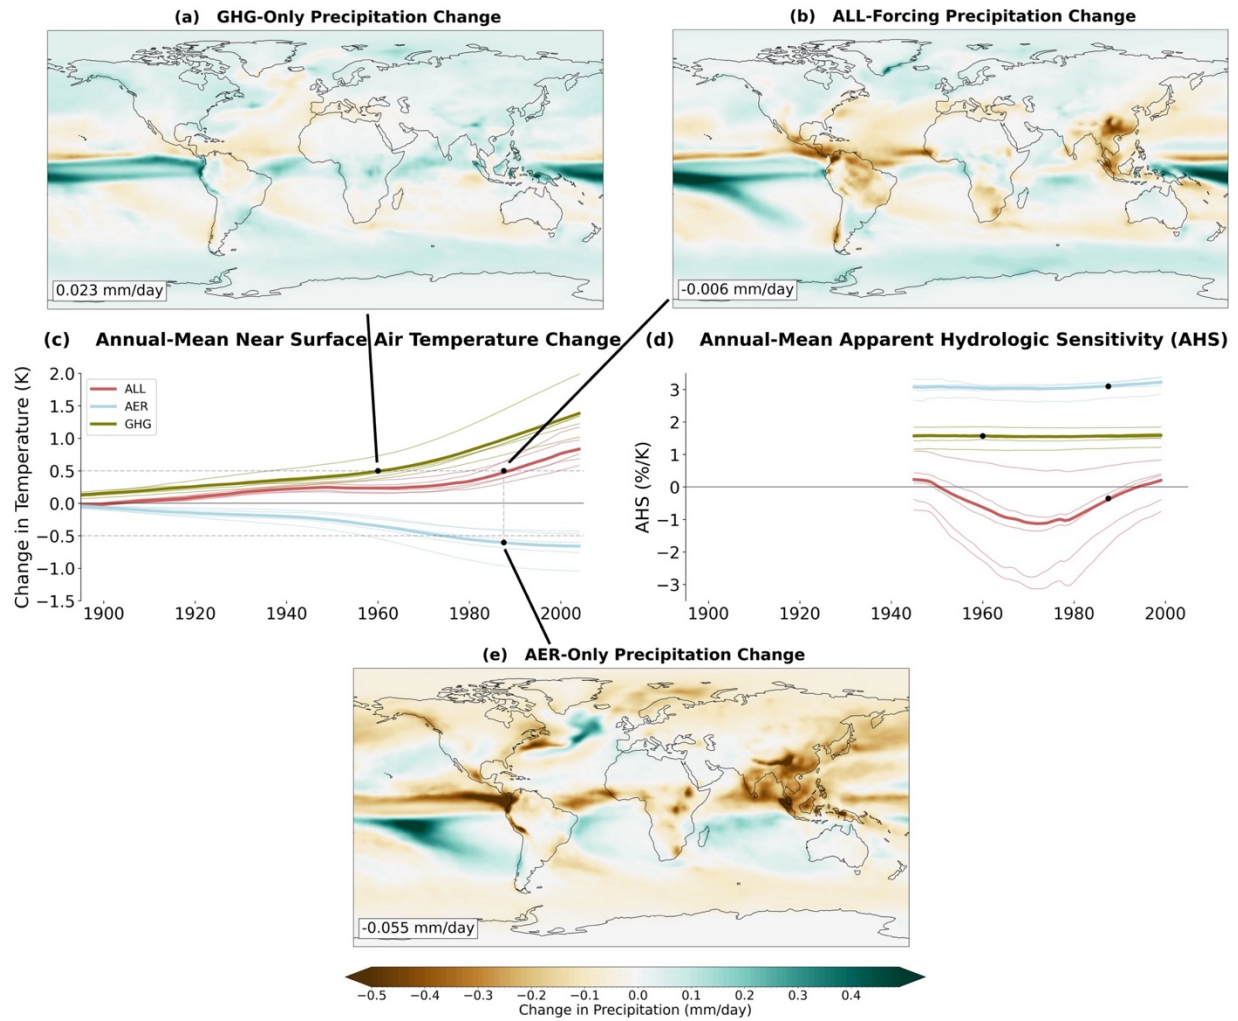 (a) GHG-Only Precipitation Change
(b) ALL-Forcing Precipitation Change
0.023 mm/day
-0.006 mm/day
(c) Annual-Mean Near Surface Air Temperature Change
(d) Annual-Mean Apparent Hydrologic Sensitivity (AHS)
Change in Temperature (K)
2.0
1.5
1.0
0.5
0.0
−0.5
−1.0
−1.5
ALL
AER
GHG
1900 1920 1940 1960 1980 2000
AHS (%/K)
3
2
1
0
−1
−2
−3
1900 1920 1940 1960 1980 2000
(e) AER-Only Precipitation Change
-0.055 mm/day
−0.5 −0.4 −0.3 −0.2 −0.1 0.0 0.1 0.2 0.3 0.4
Change in Precipitation (mm/day)